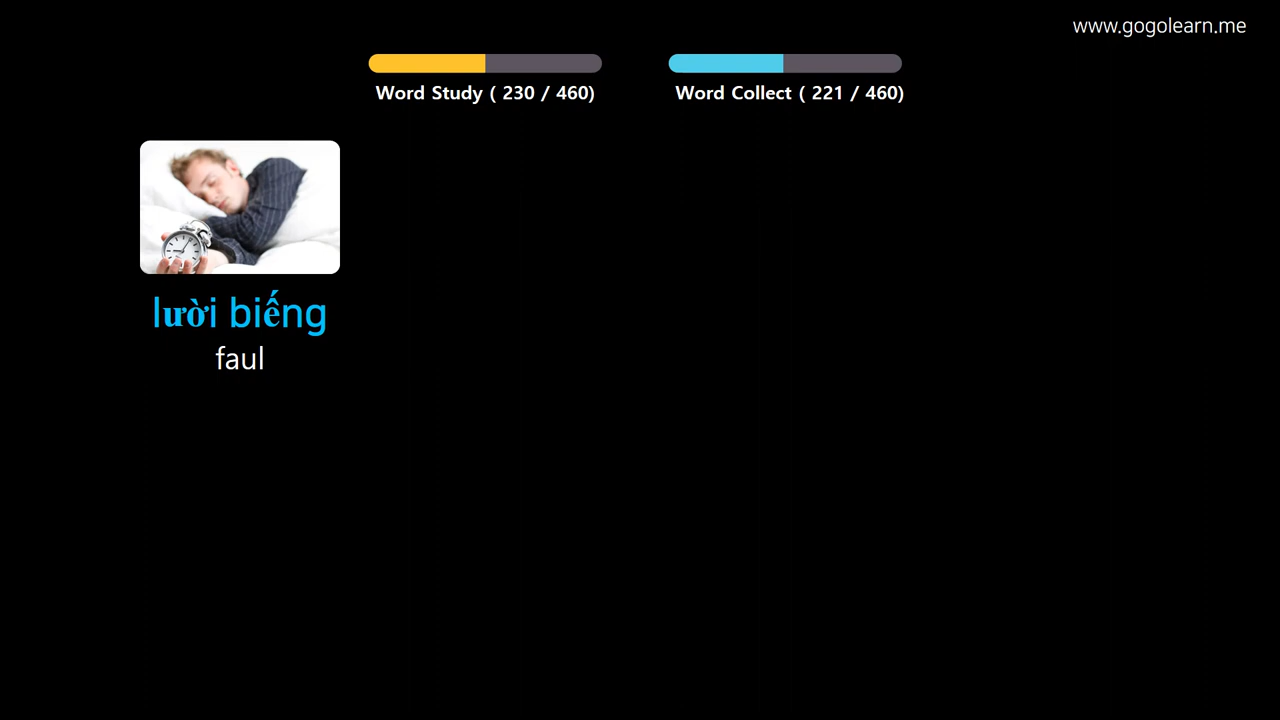 www.gogolearn.me
Word Study ( 230 / 460)
Word Collect ( 221 / 460)
lười biếng
faul